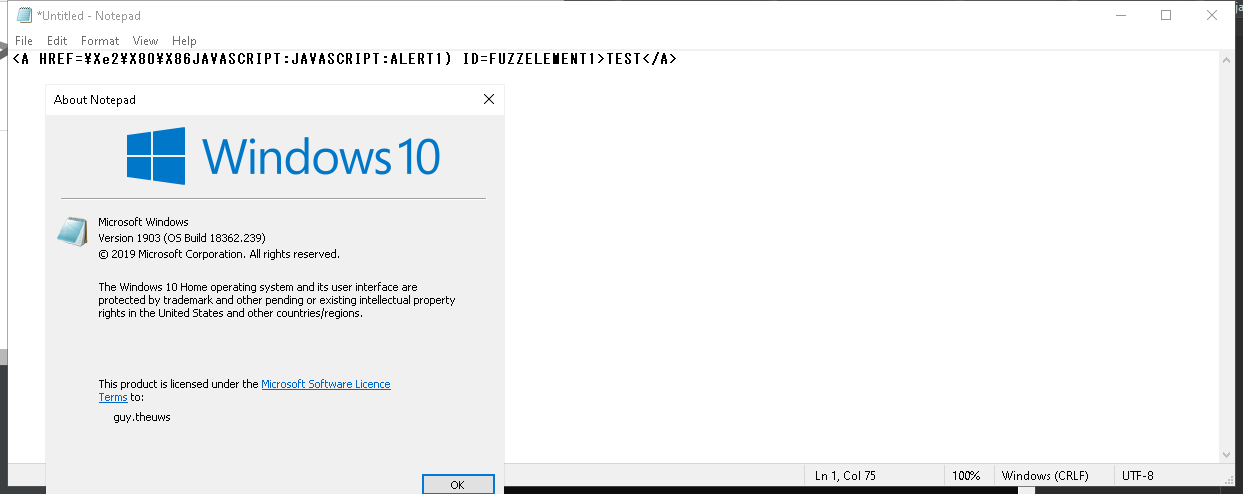 *Untitled - Notepad
File Edit Format View Help
<A HREF=¥Xe2¥X80¥X86JAVASCRIPT:JAVASCRIPT:ALERT1) ID=FUZZELEMENT1>TEST</A>
About Notepad
Windows 10
Microsoft Windows
Version 1903 (OS Build 18362.239)
© 2019 Microsoft Corporation. All rights reserved.
The Windows 10 Home operating system and its user interface are
protected by trademark and other pending or existing intellectual property
rights in the United States and other countries/regions.
This product is licensed under the Microsoft Software Licence
Terms to:
guy.theuws
OK
Ln 1, Col 75 100% Windows (CRLF) UTF-8